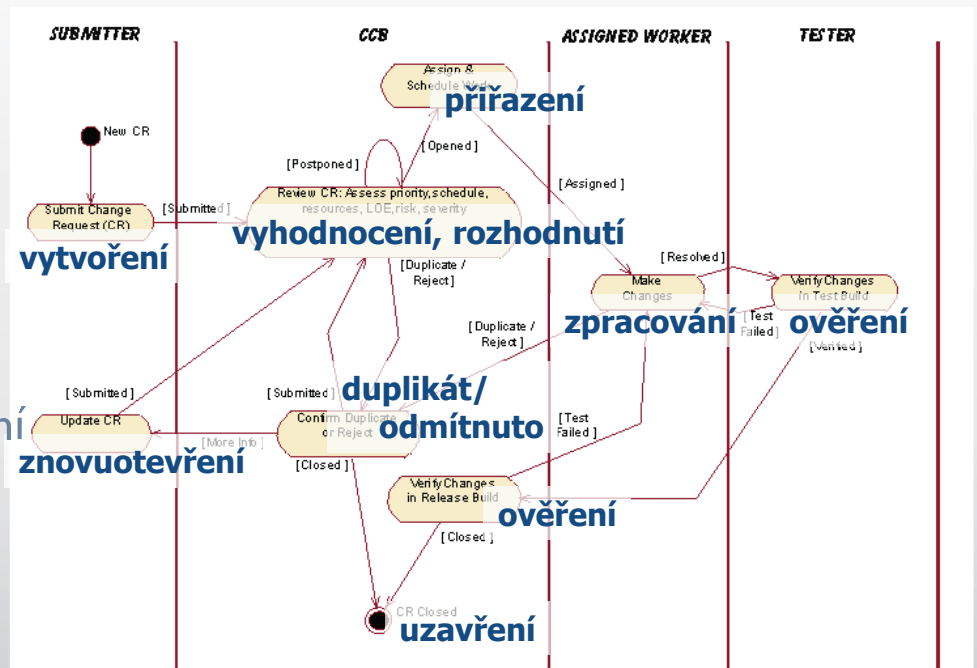 SUBMITTER
CCB
ASSIGNED WORKER
TESTER
Assign &
Schedule Work
přiřazení
New CR
[Postponed]
[Opened]
[Assigned]
Submit Change
Request (CR)
vytvoření
[Submitted]
Review CR: Assess priority, schedule,
resources, LOE, risk, severity
vyhodnocení, rozhodnutí
[Duplicate /
Reject]
[Resolved]
Make
Changes
zpracování
Verify Changes
in Test Build
ověření
[Test
Failed]
[Verified]
[Duplicate /
Reject]
[Submitted]
[Submitted]
duplikát/
odmítnuto
Confirm Duplicate
or Reject
Update CR
ní
znovuotevření
[More Info]
[Closed]
[Test
Failed]
Verify Changes
in Release Build
ověření
[Closed]
CR Closed
uzavření